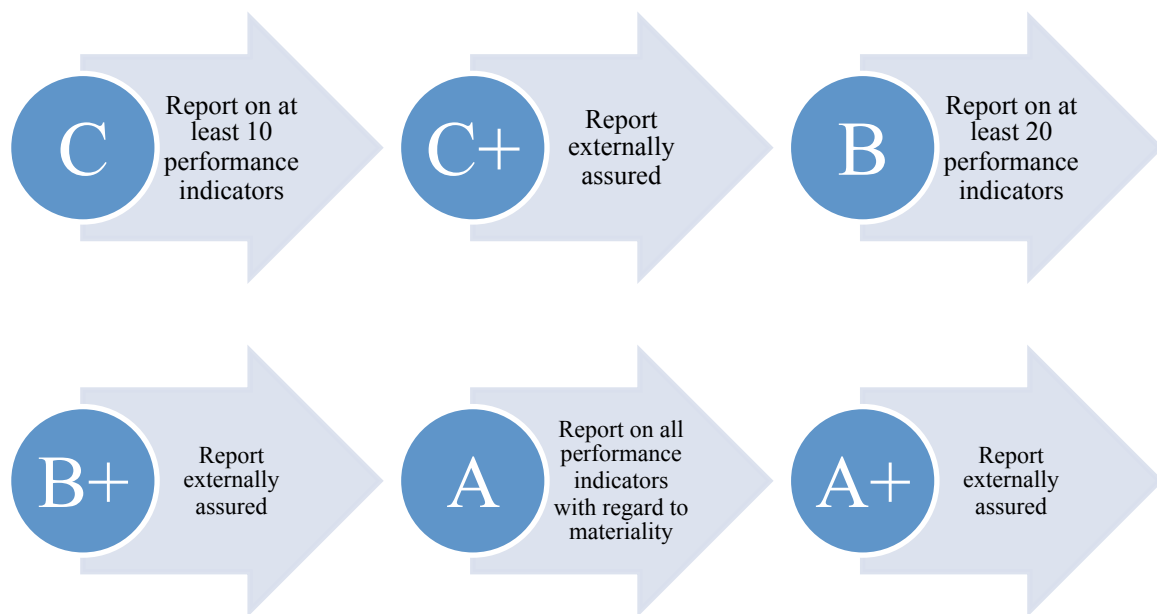 C
Report on at
least 10
performance
indicators
C+
Report
externally
assured
B
Report on at
least 20
performance
indicators
B+
Report
externally
assured
A
Report on all
performance
indicators
with regard to
materiality
A+
Report
externally
assured